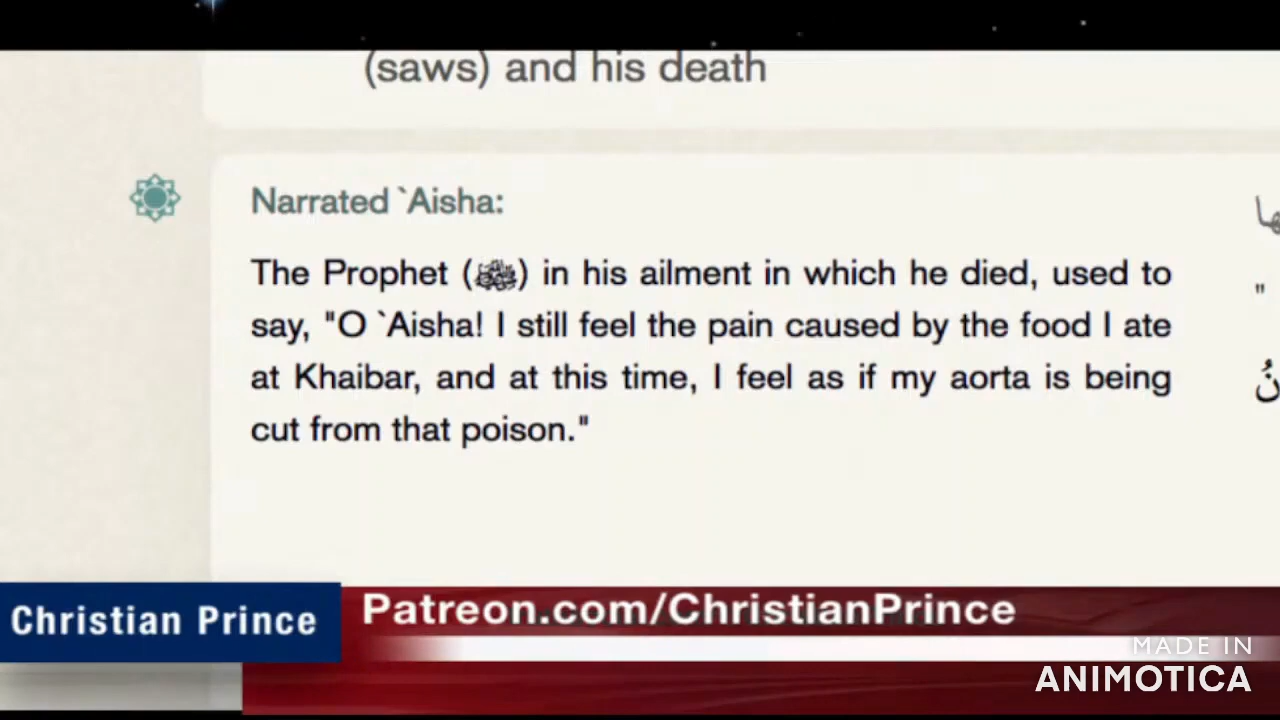 (saws) and his death
Narrated `Aisha:
The Prophet (ﷺ) in his ailment in which he died, used to
say, "O `Aisha! I still feel the pain caused by the food I ate
at Khaibar, and at this time, I feel as if my aorta is being
cut from that poison."
Christian Prince
Patreon.com/ChristianPrince
MADE IN
ANIMOTICA